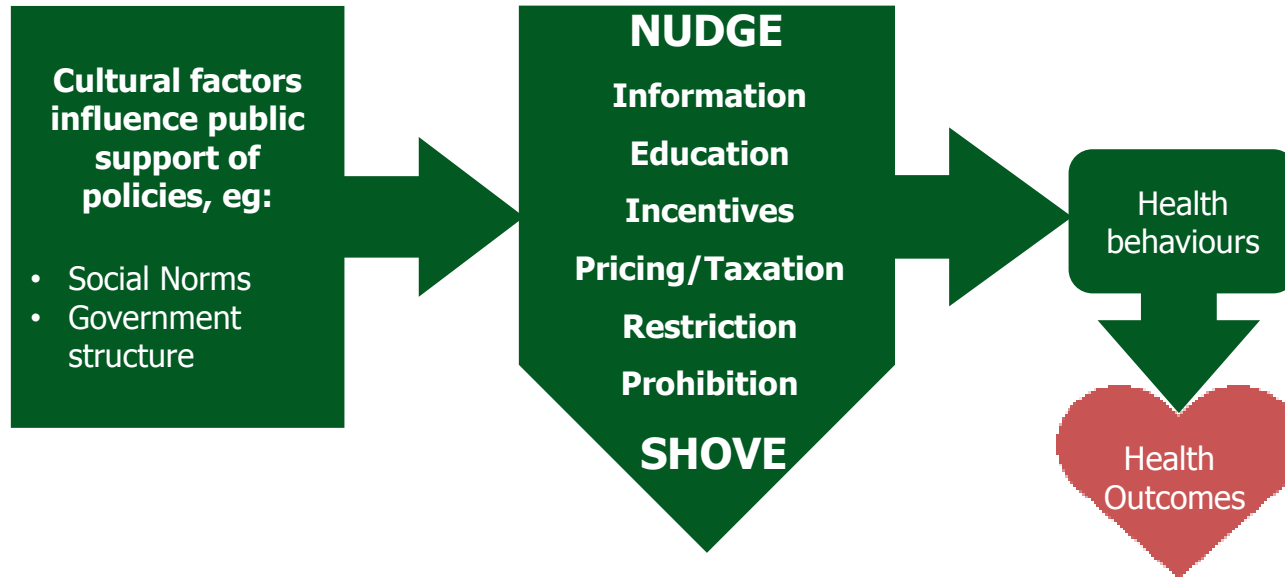 Cultural factors
influence public
support of
policies, eg:
• Social Norms
• Government
structure
NUDGE
Information
Education
Incentives
Pricing/Taxation
Restriction
Prohibition
SHOVE
Health
behaviours
Health
Outcomes